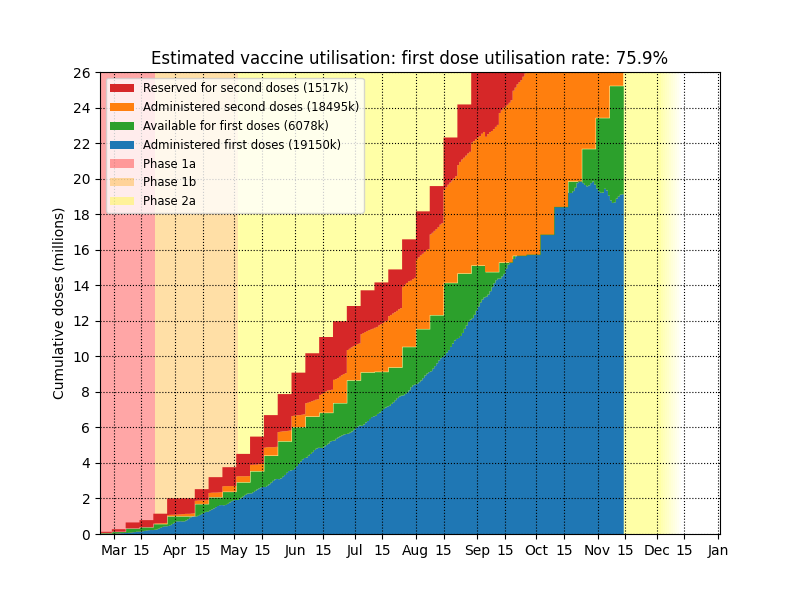 Estimated vaccine utilisation: first dose utilisation rate: 75.9%
Cumulative doses (millions)
26
24
22
20
18
16
14
12
10
8
6
4
2
0
Reserved for second doses (1517k)
Administered second doses (18495k)
Available for first doses (6078k)
Administered first doses (19150k)
Phase 1a
Phase 1b
Phase 2a
Mar 15 Apr 15 May 15 Jun 15 Jul 15 Aug 15 Sep 15 Oct 15 Nov 15 Dec 15 Jan